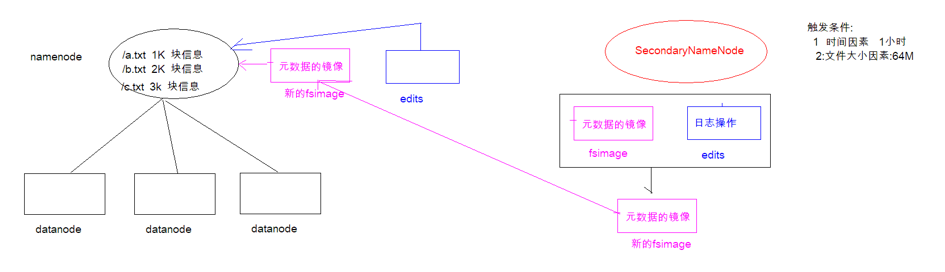 namenode
/a.txt 1K 块信息
/b.txt 2K 块信息
/c.txt 3k 块信息
datanode
datanode
datanode
元数据的镜像
新的fsimage
edits
SecondaryNameNode
元数据的镜像
fsimage
日志操作
edits
元数据的镜像
新的fsimage
触发条件;
1 时间因素 1小时
2:文件大小因素:64M